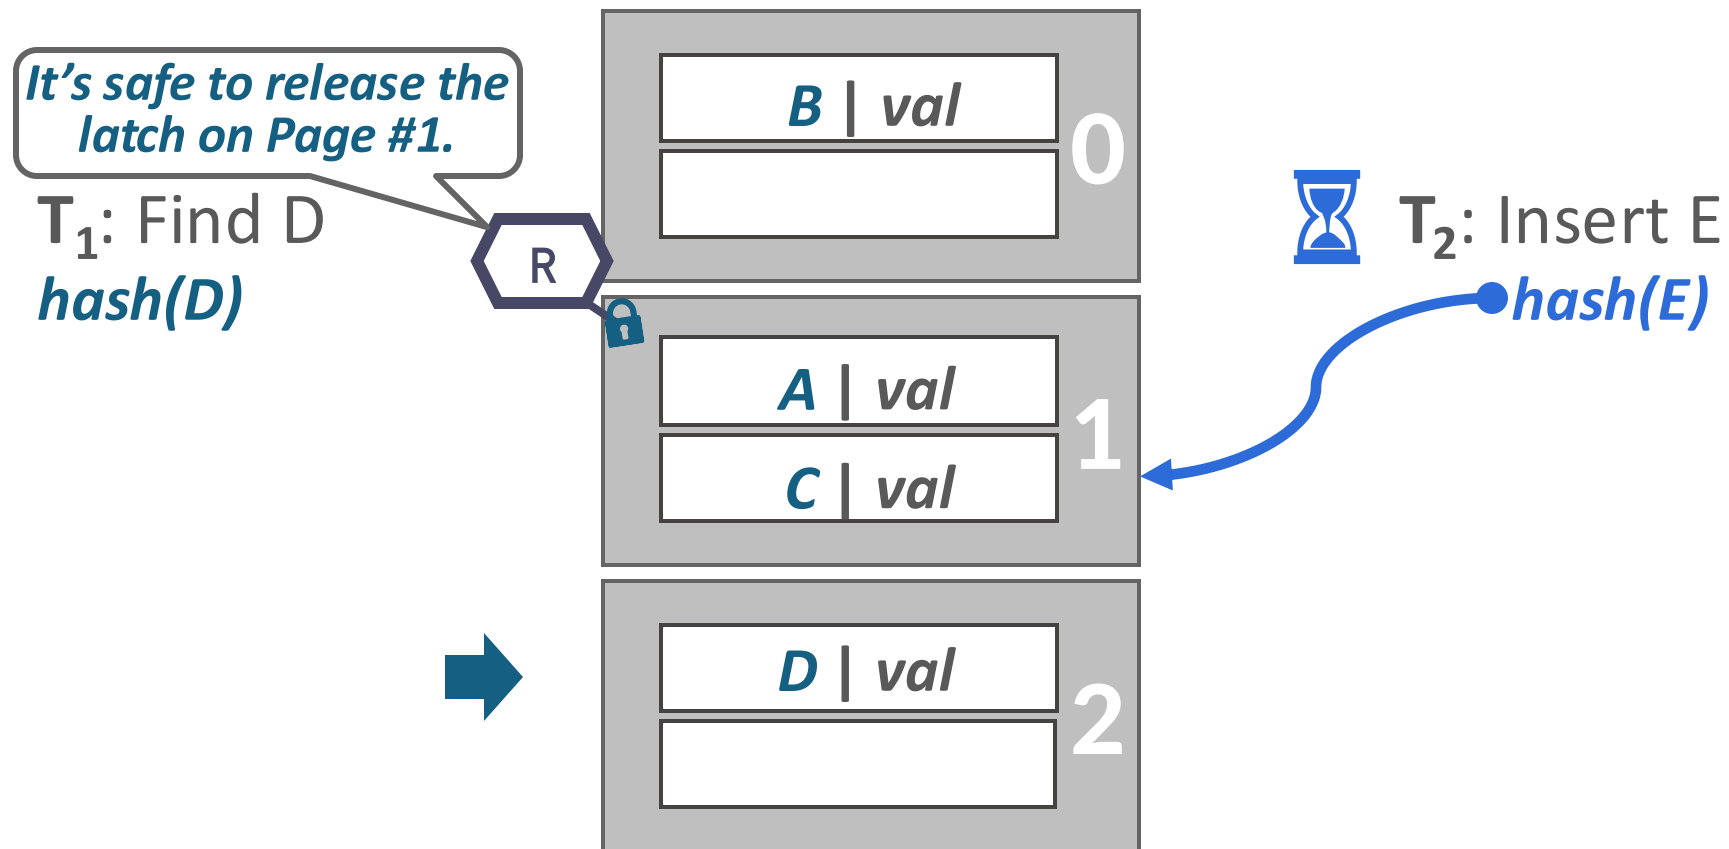 It's safe to release the
latch on Page #1.
T₁: Find D
hash(D)
R
B | val
0
A | val
C | val
1
D | val
2
T₂: Insert E
hash(E)